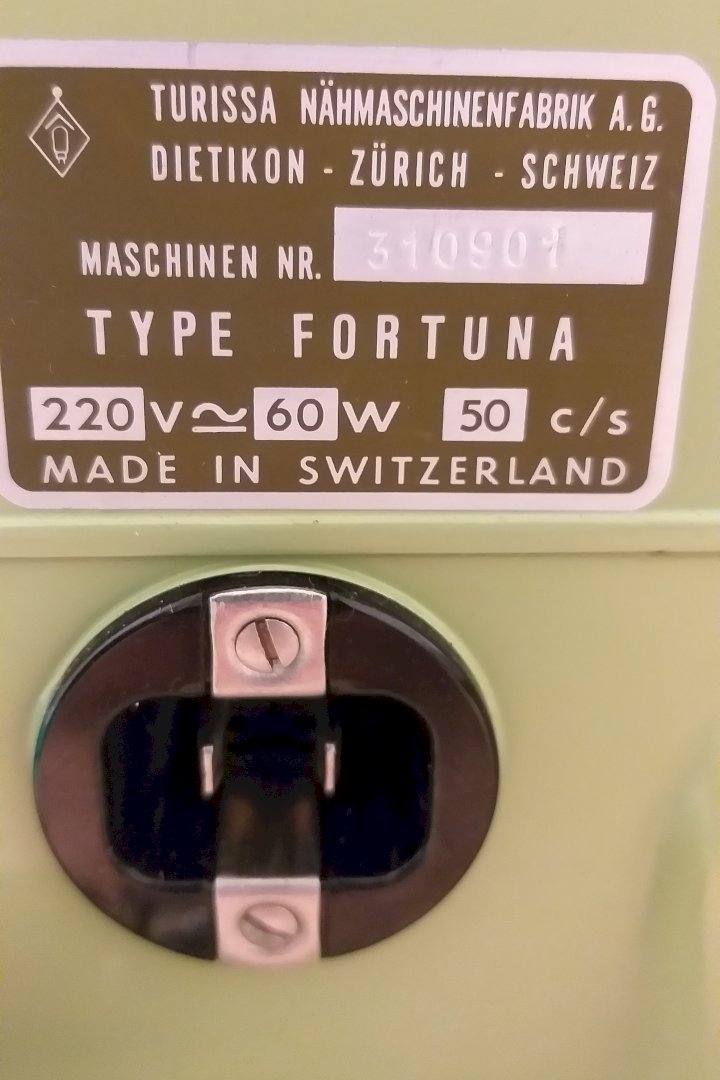 TURISSA NÄHMASCHINENFABRIK A.G.
DIETIKON - ZÜRICH - SCHWEIZ
MASCHINEN NR. 310901
TYPE FORTUNA
220 V ≃ 60 W 50 c/s
MADE IN SWITZERLAND